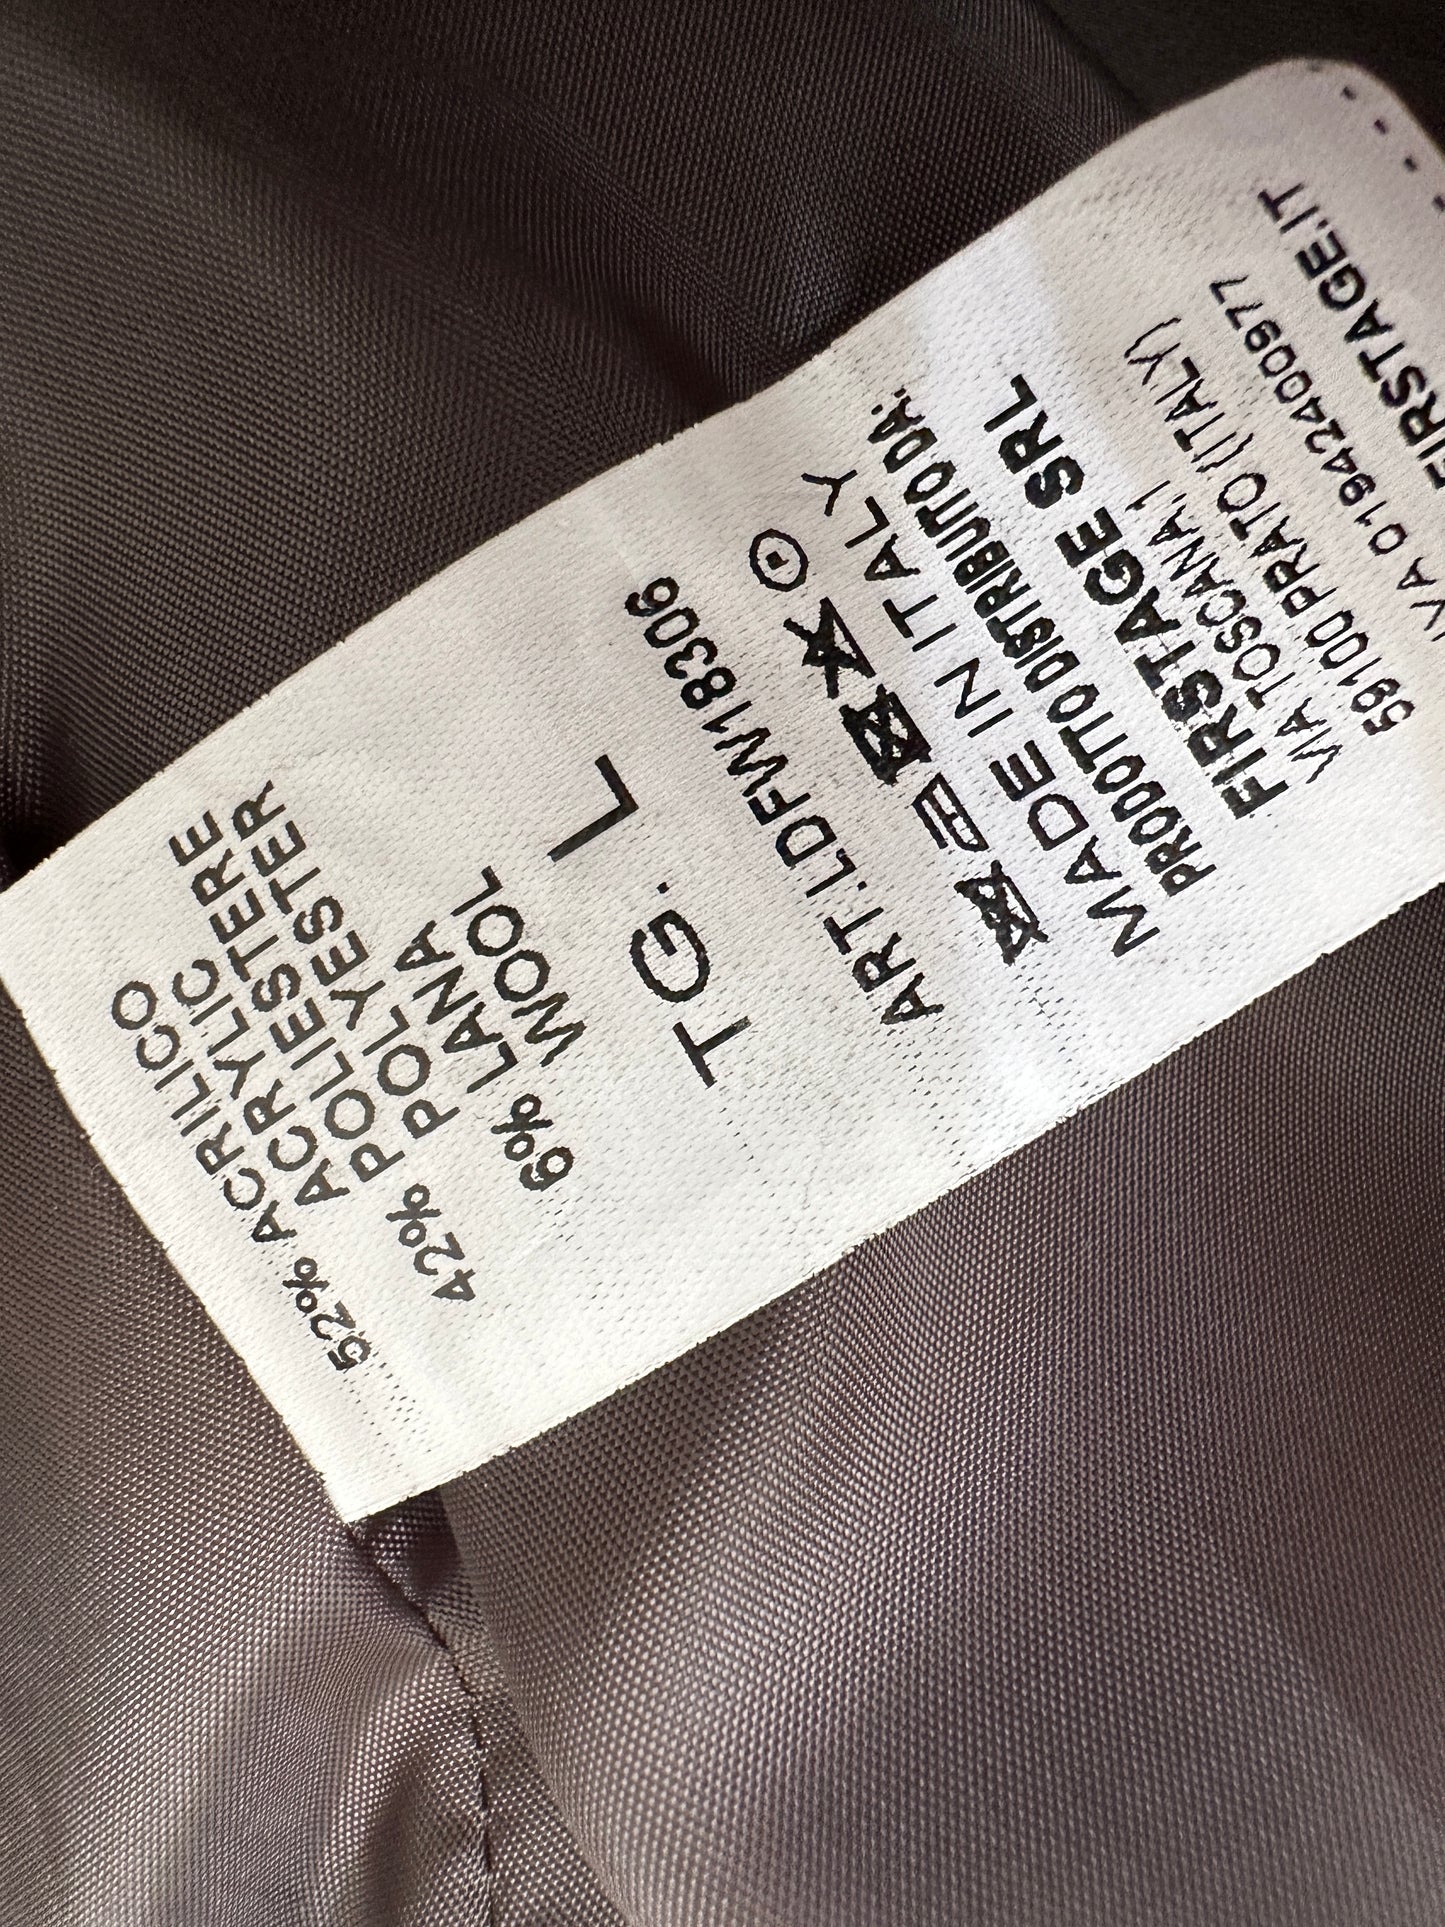 52% ACRILICO
ACRYLIC
42% POLIESTERE
POLYESTER
6% LANA
WOOL
TG. L
ART. LDFW18306
MADE IN ITALY
PRODOTTO DISTRIBUITO DA:
FIRSTAGE SRL
VIA TOSCANA, 1
59100 PRATO (ITALY)
IVA 01942400977
FIRSTAGE.IT